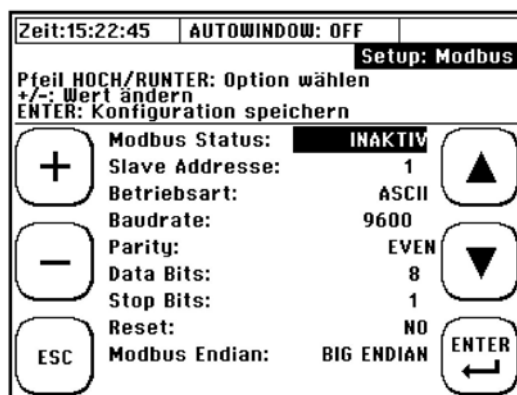 Zeit:15:22:45 AUTOWINDOW: OFF
Setup: Modbus
Pfeil HOCH/RUNTER: Option wählen
+/-: Wert ändern
ENTER: Konfiguration speichern
Modbus Status: INAKTIV
Slave Addresse: 1
Betriebsart: ASCII
Baudrate: 9600
Parity: EVEN
Data Bits: 8
Stop Bits: 1
Reset: NO
Modbus Endian: BIG ENDIAN
+
−
ESC
ENTER